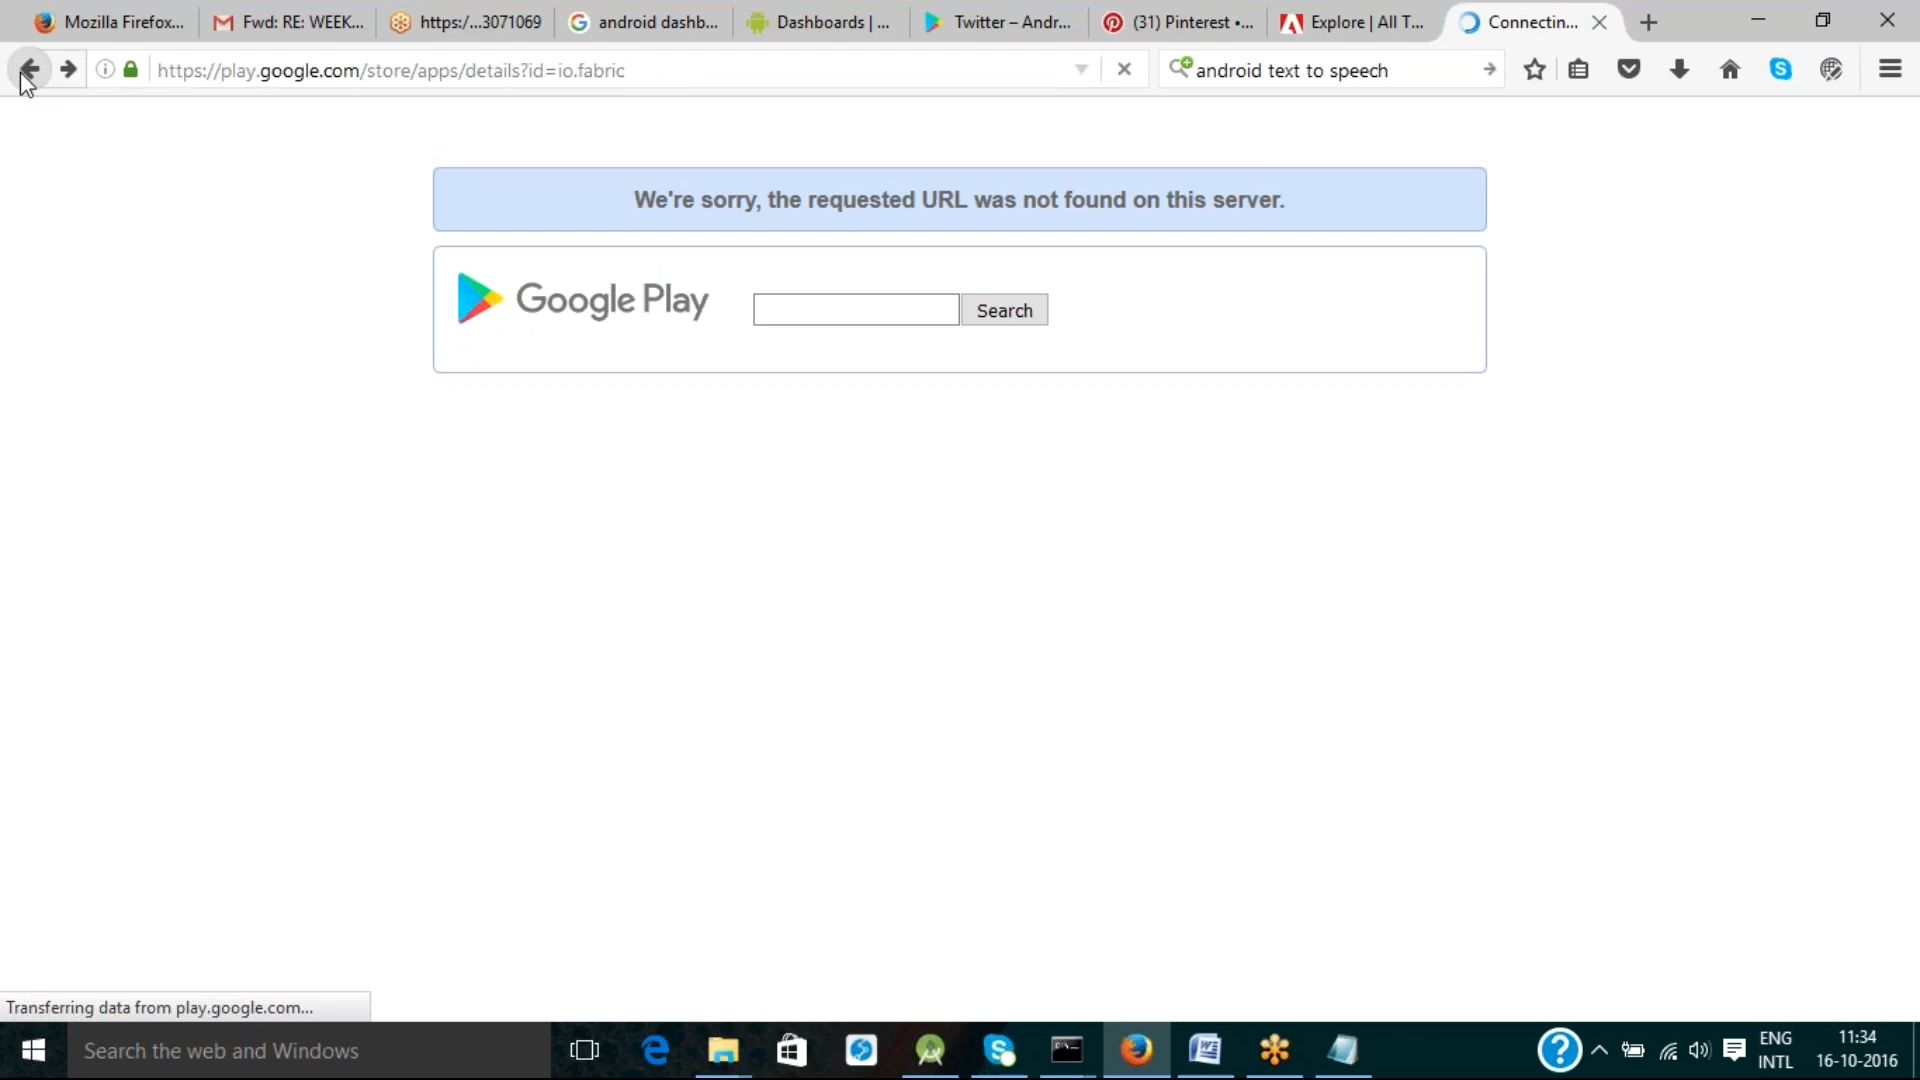 Mozilla Firefox...
Fwd: RE: WEEK...
https:/...3071069
android dashb...
Dashboards | ...
Twitter – Andr...
(31) Pinterest •...
Explore | All T...
Connectin...
https://play.google.com/store/apps/details?id=io.fabric
android text to speech
We're sorry, the requested URL was not found on this server.
Google Play
Search
Transferring data from play.google.com...
Search the web and Windows
ENG
INTL
11:34
16-10-2016